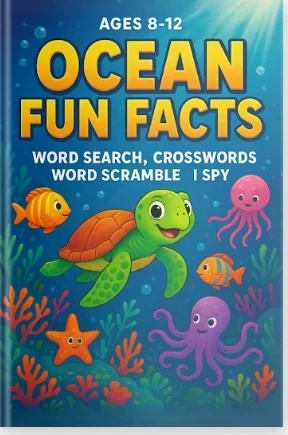 AGES 8-12
OCEAN
FUN FACTS
WORD SEARCH, CROSSWORDS
WORD SCRAMBLE I SPY